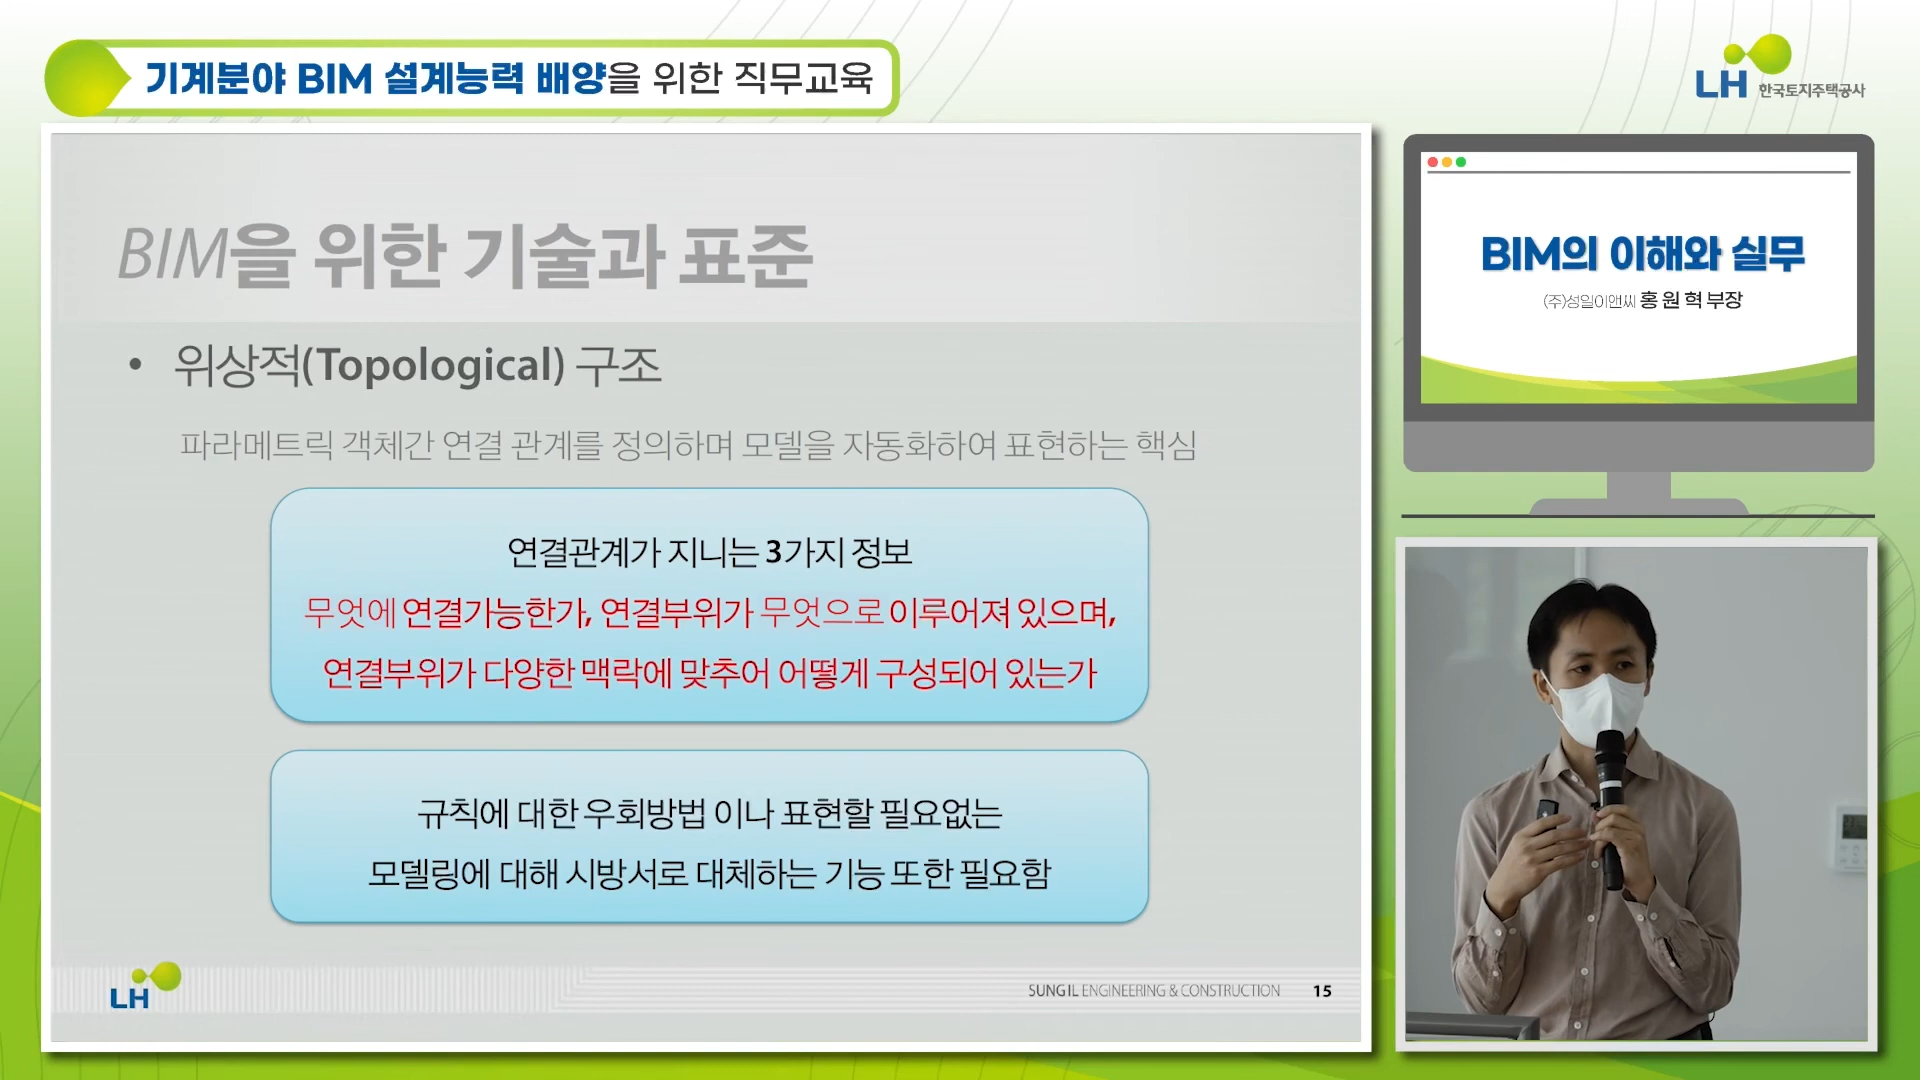 기계분야 BIM 설계능력 배양을 위한 직무교육
LH 한국토지주택공사
BIM을 위한 기술과 표준
• 위상적(Topological) 구조
파라메트릭 객체간 연결 관계를 정의하며 모델을 자동화하여 표현하는 핵심
연결관계가 지니는 3가지 정보
무엇에 연결가능한가, 연결부위가 무엇으로 이루어져 있으며,
연결부위가 다양한 맥락에 맞추어 어떻게 구성되어 있는가
규칙에 대한 우회방법 이나 표현할 필요없는
모델링에 대해 시방서로 대체하는 기능 또한 필요함
LH
SUNG IL ENGINEERING & CONSTRUCTION 15
BIM의 이해와 실무
(주)성일이앤씨 홍 원 혁 부장